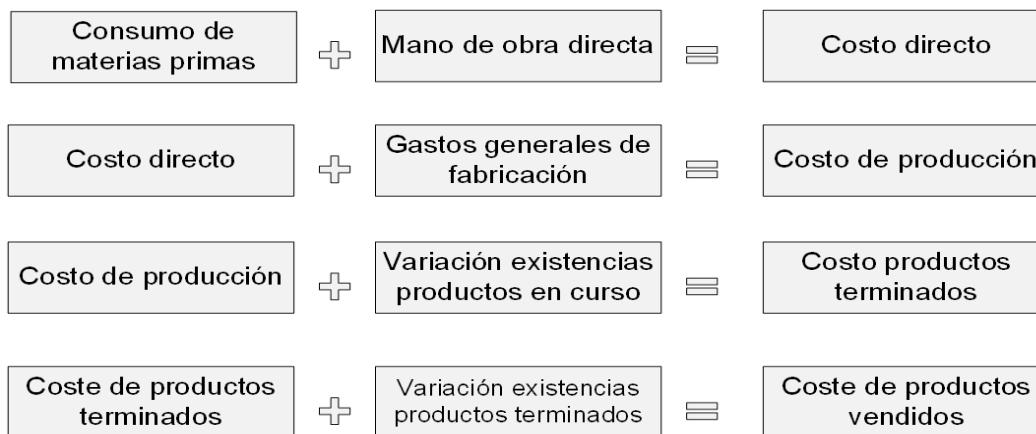 Consumo de
materias primas
+
Mano de obra directa
=
Costo directo
Costo directo
+
Gastos generales de
fabricación
=
Costo de producción
Costo de producción
+
Variación existencias
productos en curso
=
Costo productos
terminados
Coste de productos
terminados
+
Variación existencias
productos terminados
=
Coste de productos
vendidos